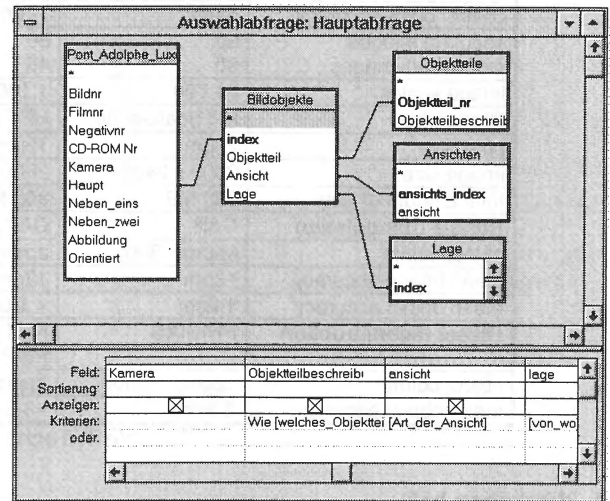 Auswahlabfrage: Hauptabfrage
Pont_Adolphe_Lux
*
Bildnr
Filmnr
Negativnr
CD-ROM Nr
Kamera
Haupt
Neben_eins
Neben_zwei
Abbildung
Orientiert
Bildobjekte
*
index
Objektteil
Ansicht
Lage
Objektteile
*
Objektteil_nr
Objektteilbeschreib
Ansichten
*
ansichts_index
ansicht
Lage
*
index
Feld: Kamera Objektteilbeschreib ansicht lage
Sortierung:
Anzeigen:
Kriterien: Wie [welches_Objekttei [Art_der_Ansicht] [von_wo
oder: